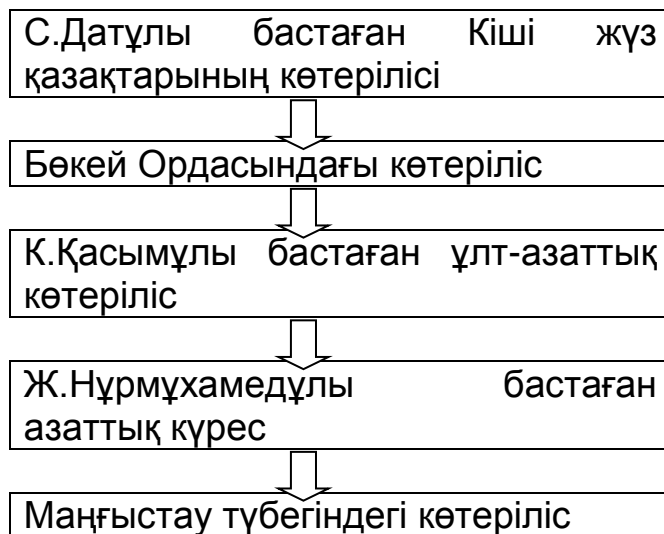 С.Датұлы бастаған Кіші жүз
қазақтарының көтерілісі
Бөкей Ордасындағы көтеріліс
К.Қасымұлы бастаған ұлт-азаттық
көтеріліс
Ж.Нұрмұхамедұлы бастаған
азаттық күрес
Маңғыстау түбегіндегі көтеріліс